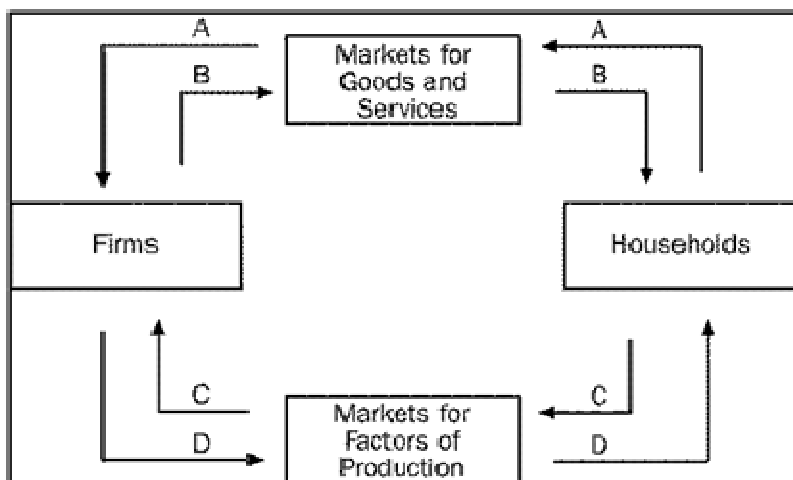 A
A
Markets for
Goods and
Services
B
B
Firms
Households
C
C
Markets for
Factors of
Production
D
D